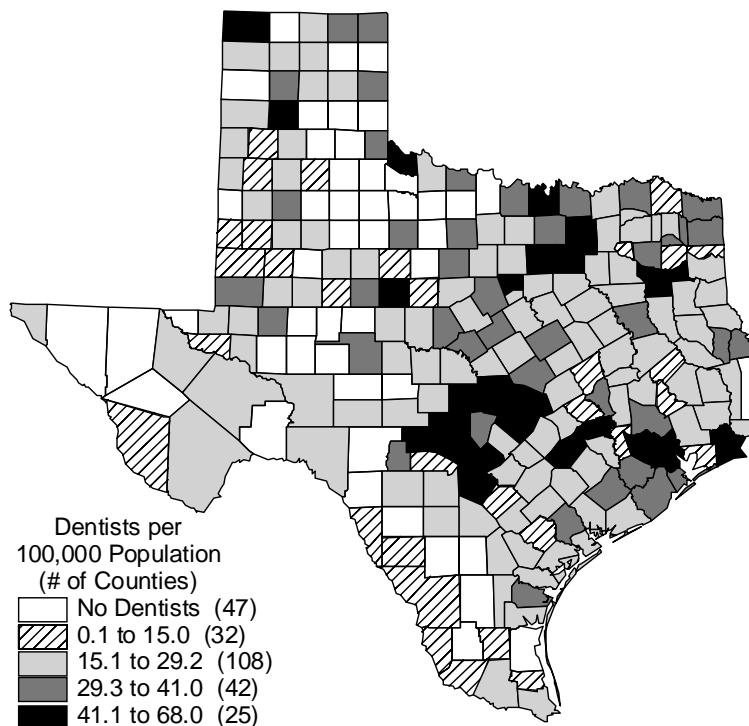 Dentists per
100,000 Population
(# of Counties)
No Dentists (47)
0.1 to 15.0 (32)
15.1 to 29.2 (108)
29.3 to 41.0 (42)
41.1 to 68.0 (25)